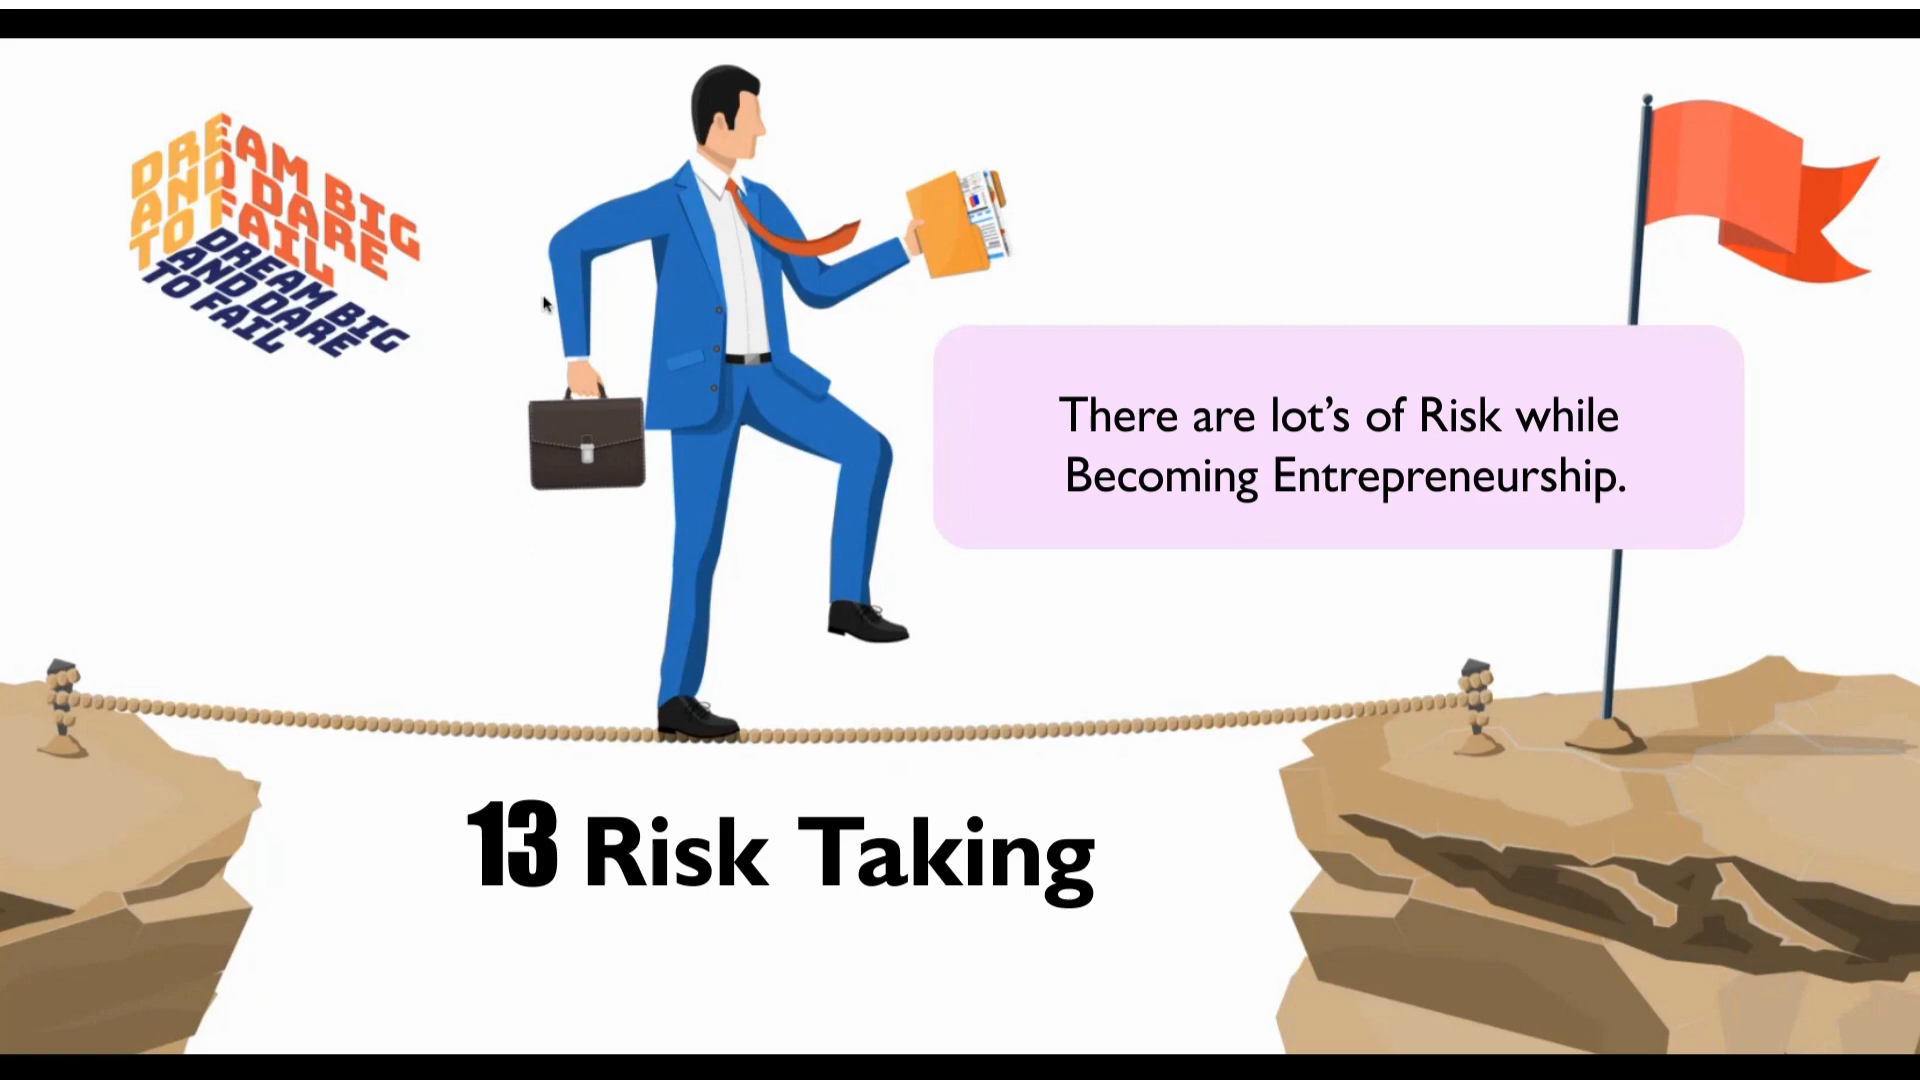 DREAM BIG
AND DARE
TO FAIL
DREAM BIG
AND DARE
TO FAIL
There are lot’s of Risk while
Becoming Entrepreneurship.
13 Risk Taking